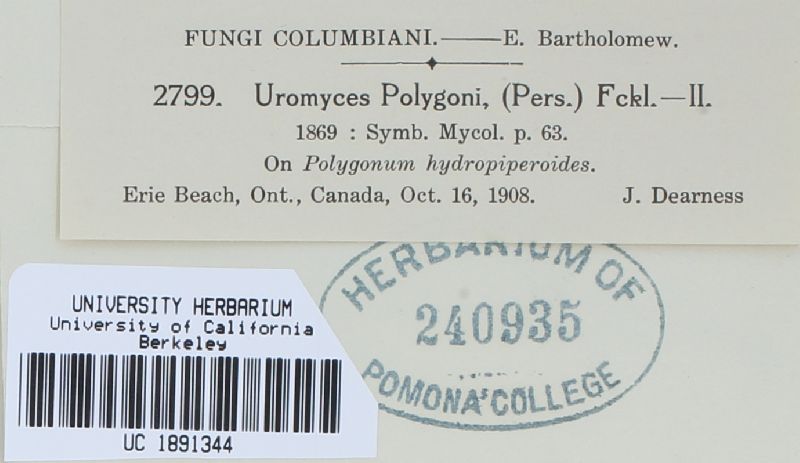 FUNGI COLUMBIANI.——E. Bartholomew.
2799. Uromyces Polygoni, (Pers.) Fckl.—II.
1869 : Symb. Mycol. p. 63.
On Polygonum hydropiperoides.
Erie Beach, Ont., Canada, Oct. 16, 1908. J. Dearness
HERBARIUM OF
240935
POMONA COLLEGE
UNIVERSITY HERBARIUM
University of California
Berkeley
UC 1891344